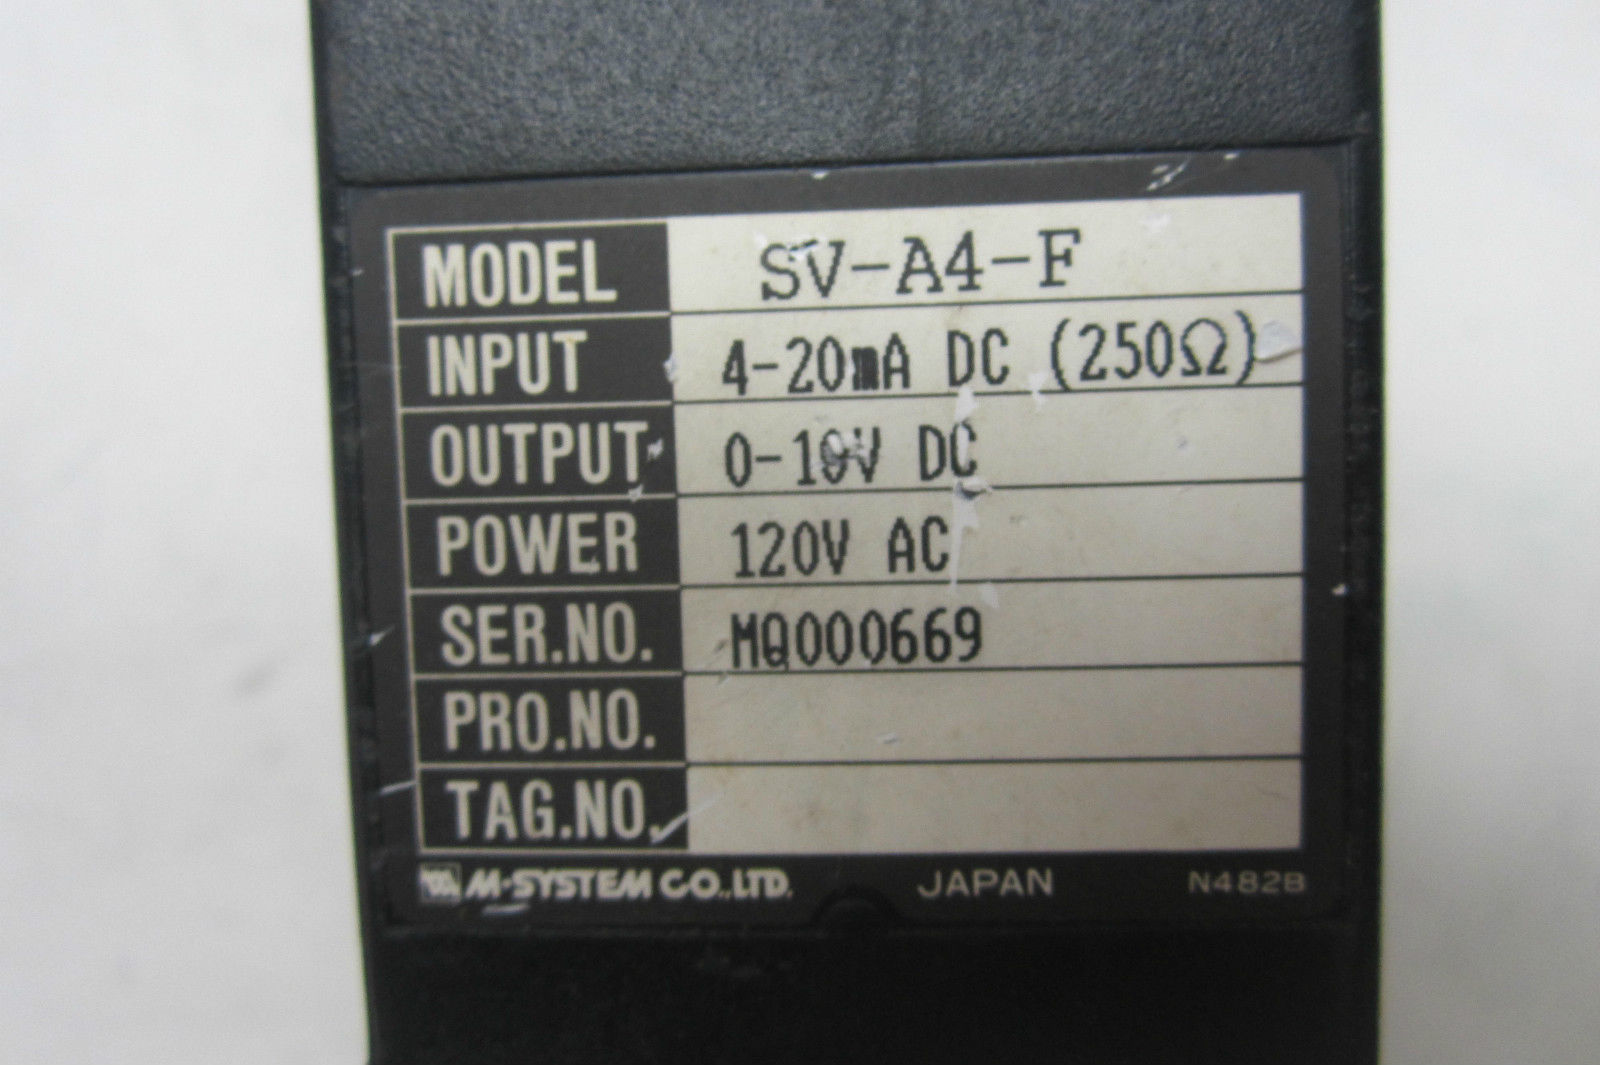 MODEL SV-A4-F
INPUT 4-20mA DC (250Ω)
OUTPUT 0-10V DC
POWER 120V AC
SER.NO. MQ000669
PRO.NO.
TAG.NO.
M-SYSTEM CO.,LTD. JAPAN N482B